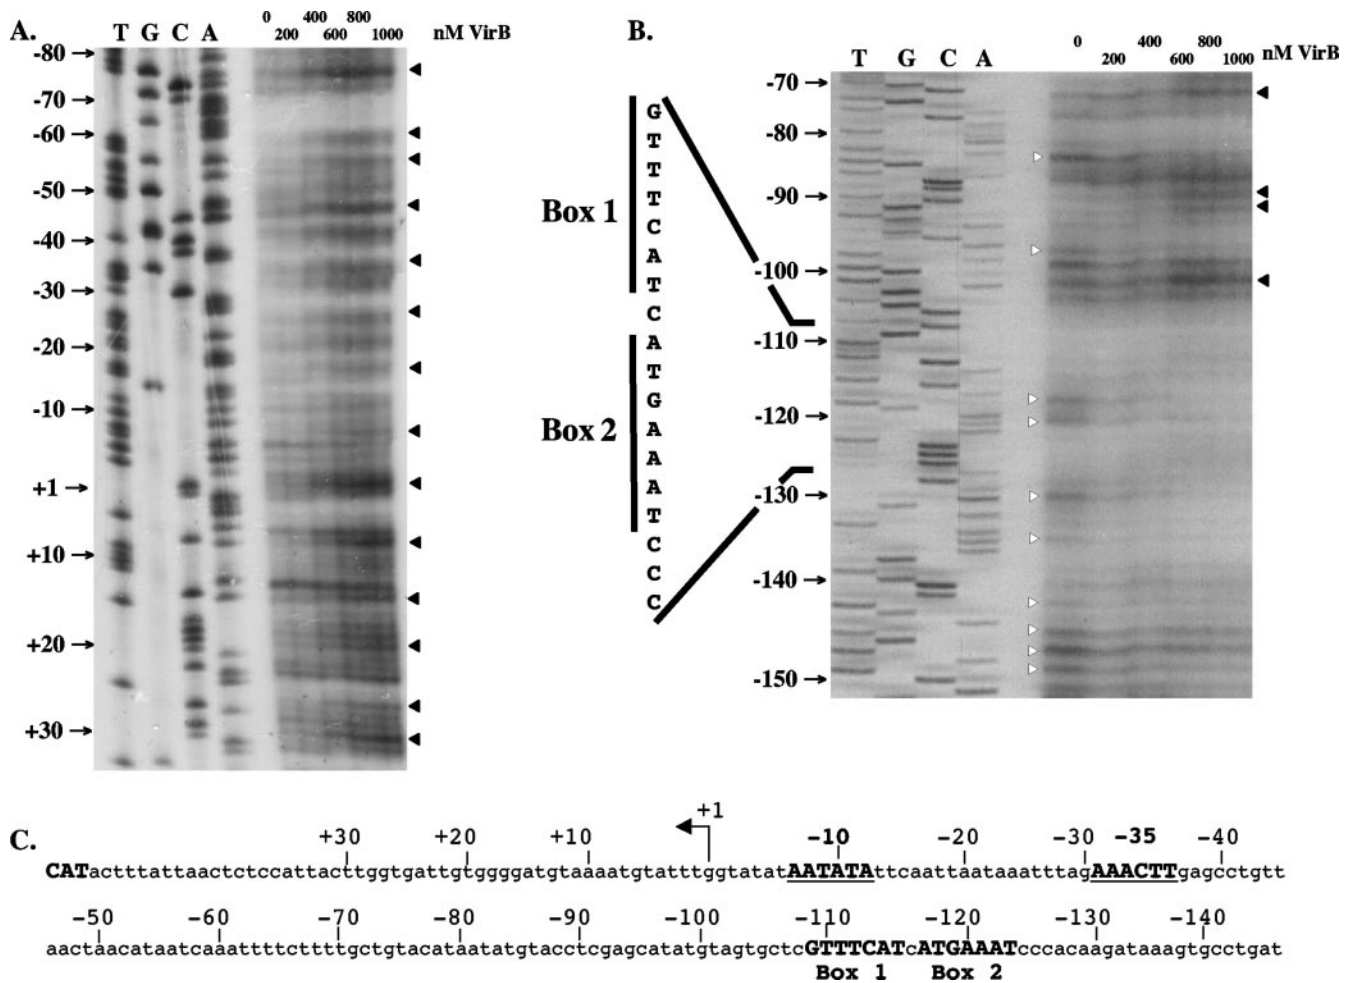 A.
T G C A
0 400 800
200 600 1000
nM VirB
-80
-70
-60
-50
-40
-30
-20
-10
+1
+10
+20
+30
B.
T G C A
0 400 800
200 600 1000
nM VirB
-70
-80
-90
-100
-110
-120
-130
-140
-150
Box 1
Box 2
G
T
T
T
C
A
T
C
A
T
G
A
A
A
T
C
C
C
C.
+30 +20 +10 +1 -10 -20 -30 -35 -40
CATactttattaactctccattacttggtgattgtggggatgtaaaatgtatttggtatatAATATAttcaattaataaatttagAAACTTgagcctgtt
-50 -60 -70 -80 -90 -100 -110 -120 -130 -140
aactaacataatcaaattttcttttgctgtacataatatgtacctcgagcatatgtagtgctcGTTTCATcATGAAATcccacaagataaagtgcctgat
Box 1 Box 2